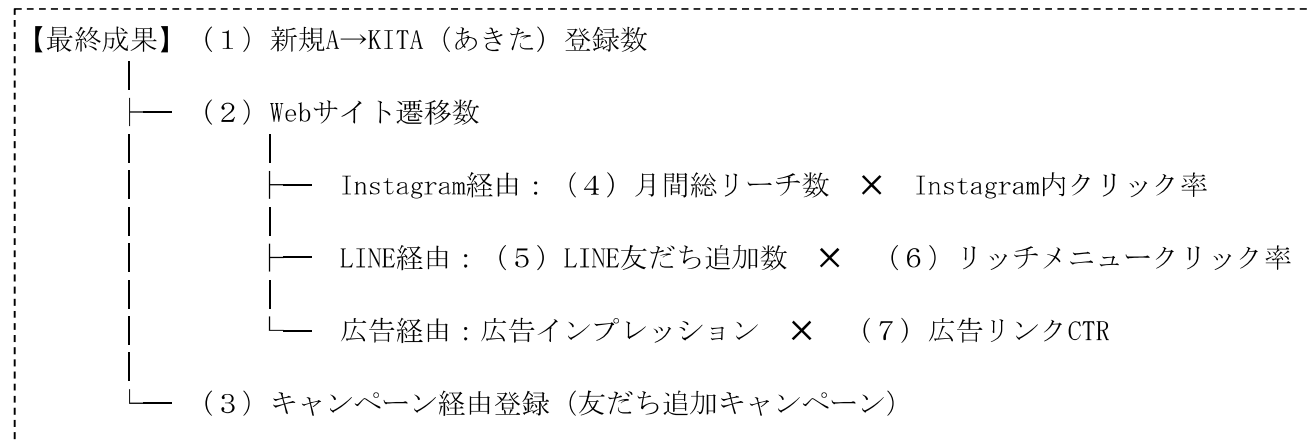 【最終成果】（１）新規A→KITA（あきた）登録数
（２）Webサイト遷移数
Instagram経由：（４）月間総リーチ数　×　Instagram内クリック率
LINE経由：（５）LINE友だち追加数　×　（６）リッチメニュークリック率
広告経由：広告インプレッション　×　（７）広告リンクCTR
（３）キャンペーン経由登録（友だち追加キャンペーン）